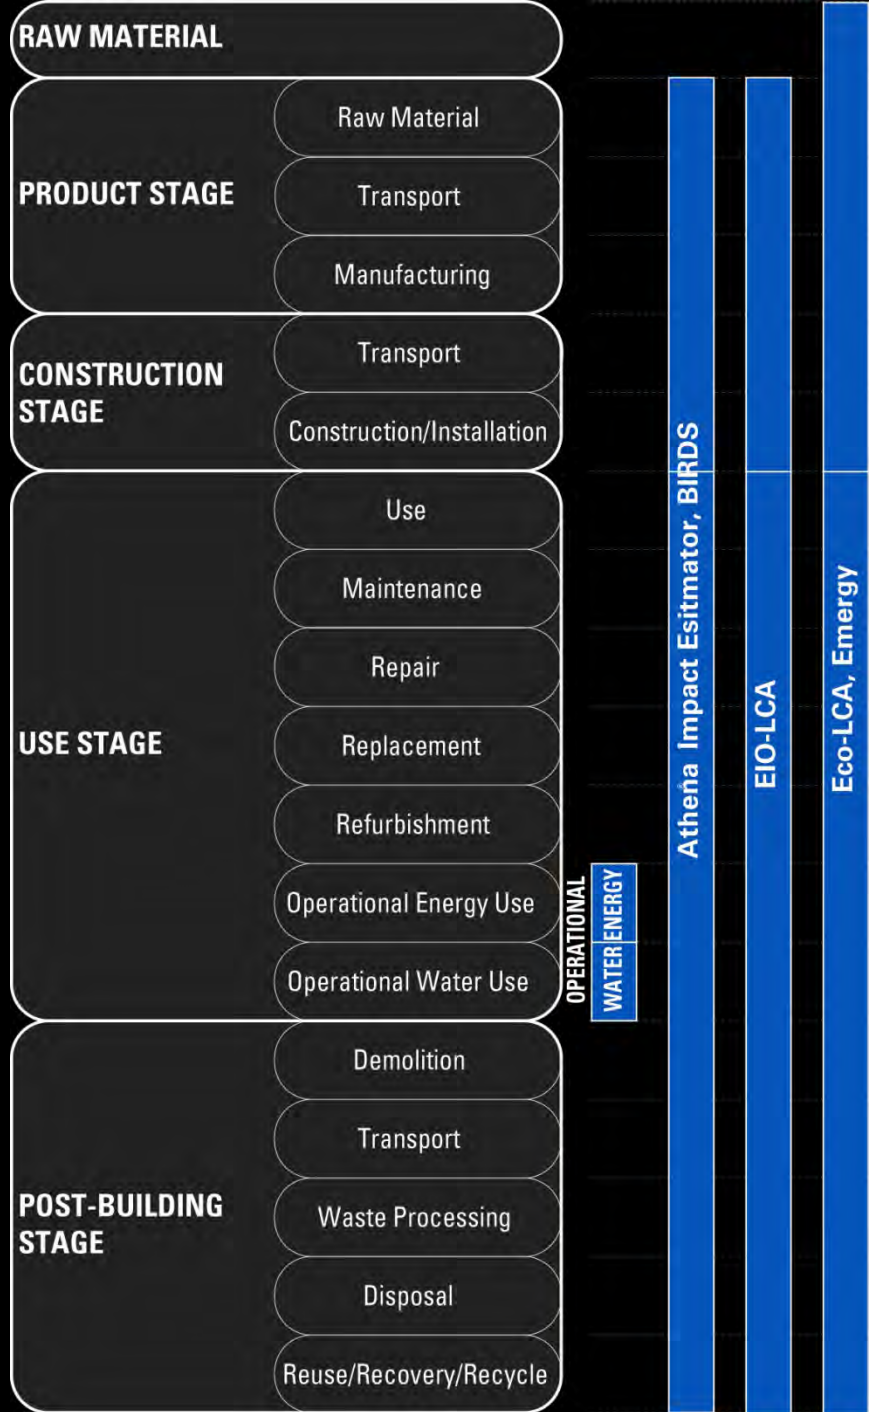 RAW MATERIAL
PRODUCT STAGE
Raw Material
Transport
Manufacturing
CONSTRUCTION
STAGE
Transport
Construction/Installation
USE STAGE
Use
Maintenance
Repair
Replacement
Refurbishment
Operational Energy Use
Operational Water Use
POST-BUILDING
STAGE
Demolition
Transport
Waste Processing
Disposal
Reuse/Recovery/Recycle
OPERATIONAL
WATER ENERGY
Athena Impact Esitmator, BIRDS
EIO-LCA
Eco-LCA, Emergy